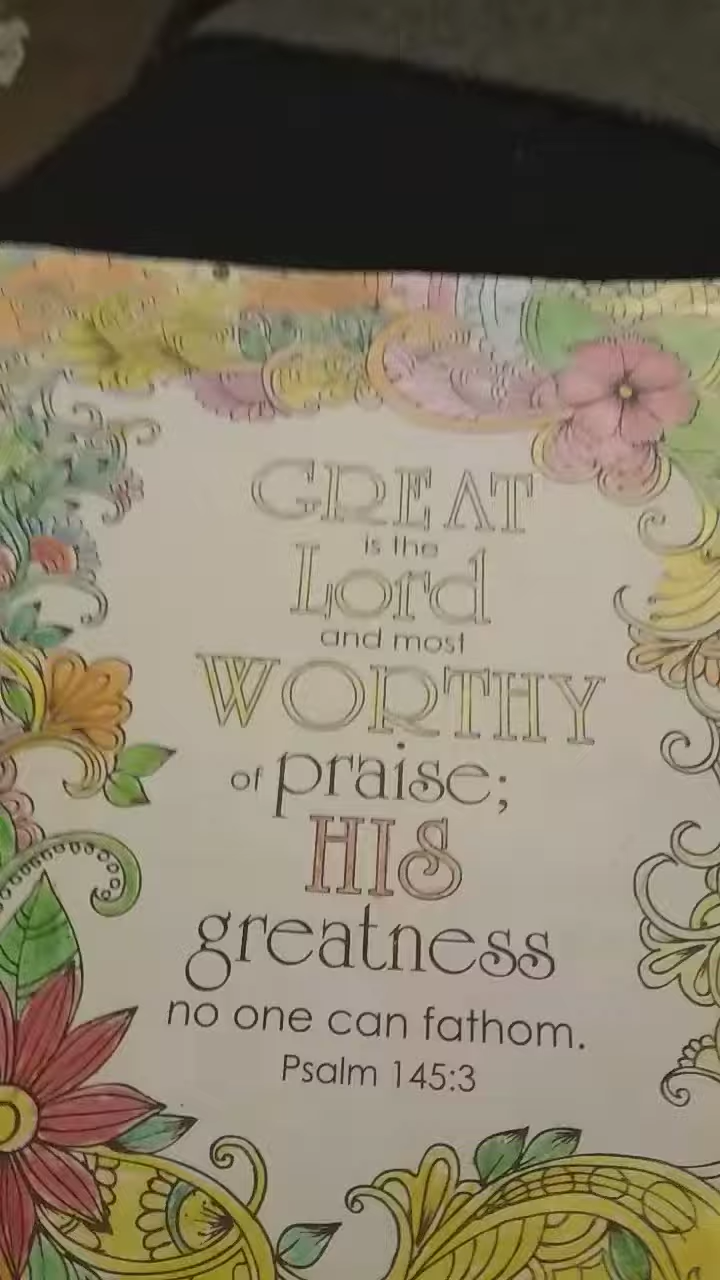 GREAT
is the
Lord
and most
WORTHY
of praise;
HIS
greatness
no one can fathom.
Psalm 145:3